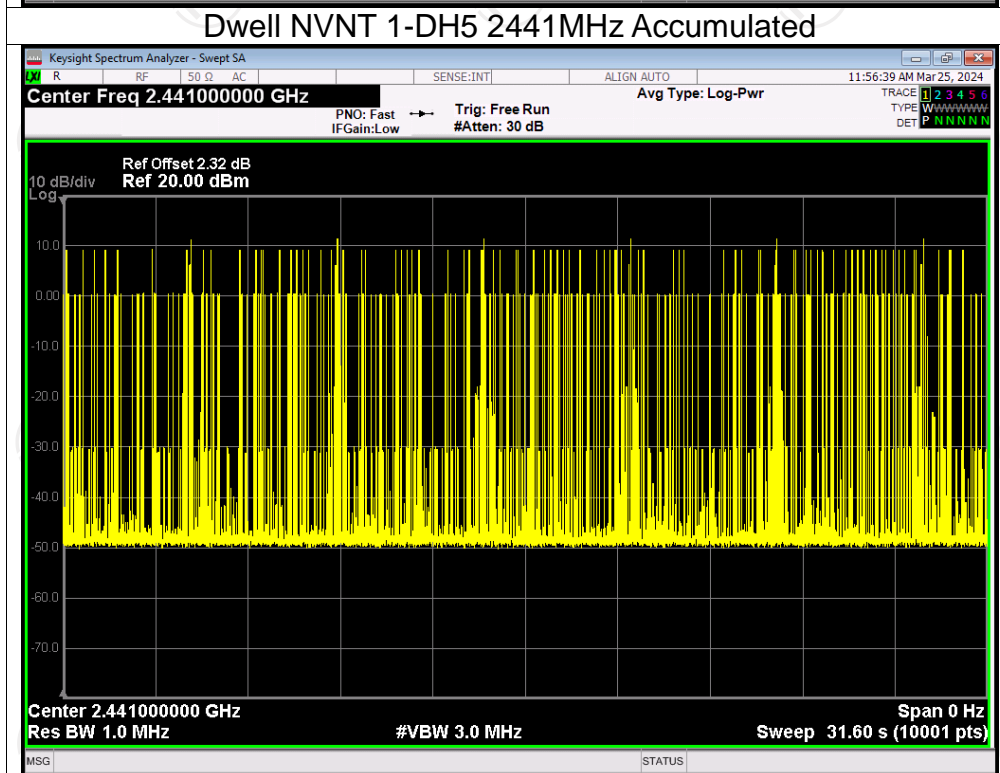 Dwell NVNT 1-DH5 2441MHz Accumulated
Keysight Spectrum Analyzer - Swept SA
LXI R RF 50 Ω AC SENSE:INT ALIGN AUTO 11:56:39 AM Mar 25, 2024
Center Freq 2.441000000 GHz Avg Type: Log-Pwr TRACE 1 2 3 4 5 6
PNO: Fast Trig: Free Run TYPE WWWWWW
IFGain:Low #Atten: 30 dB DET P N N N N N
Ref Offset 2.32 dB
10 dB/div Ref 20.00 dBm
Log
10.0
0.00
-10.0
-20.0
-30.0
-40.0
-50.0
-60.0
-70.0
Center 2.441000000 GHz Span 0 Hz
Res BW 1.0 MHz #VBW 3.0 MHz Sweep 31.60 s (10001 pts)
MSG STATUS